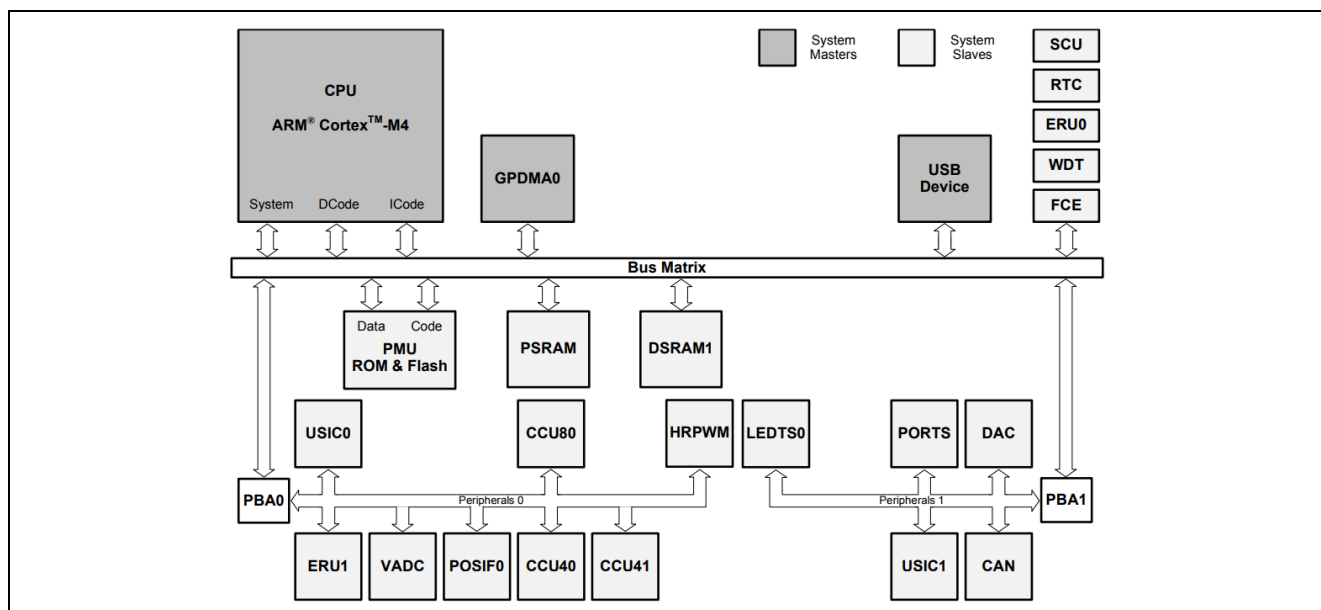 CPU
ARM® Cortex™-M4
System DCode ICode
GPDMA0
System
Masters
System
Slaves
USB
Device
SCU
RTC
ERU0
WDT
FCE
Bus Matrix
Data Code
PMU
ROM & Flash
PSRAM
DSRAM1
USIC0
CCU80
HRPWM
LEDTS0
PORTS
DAC
PBA0
Peripherals 0
Peripherals 1
PBA1
ERU1
VADC
POSIF0
CCU40
CCU41
USIC1
CAN